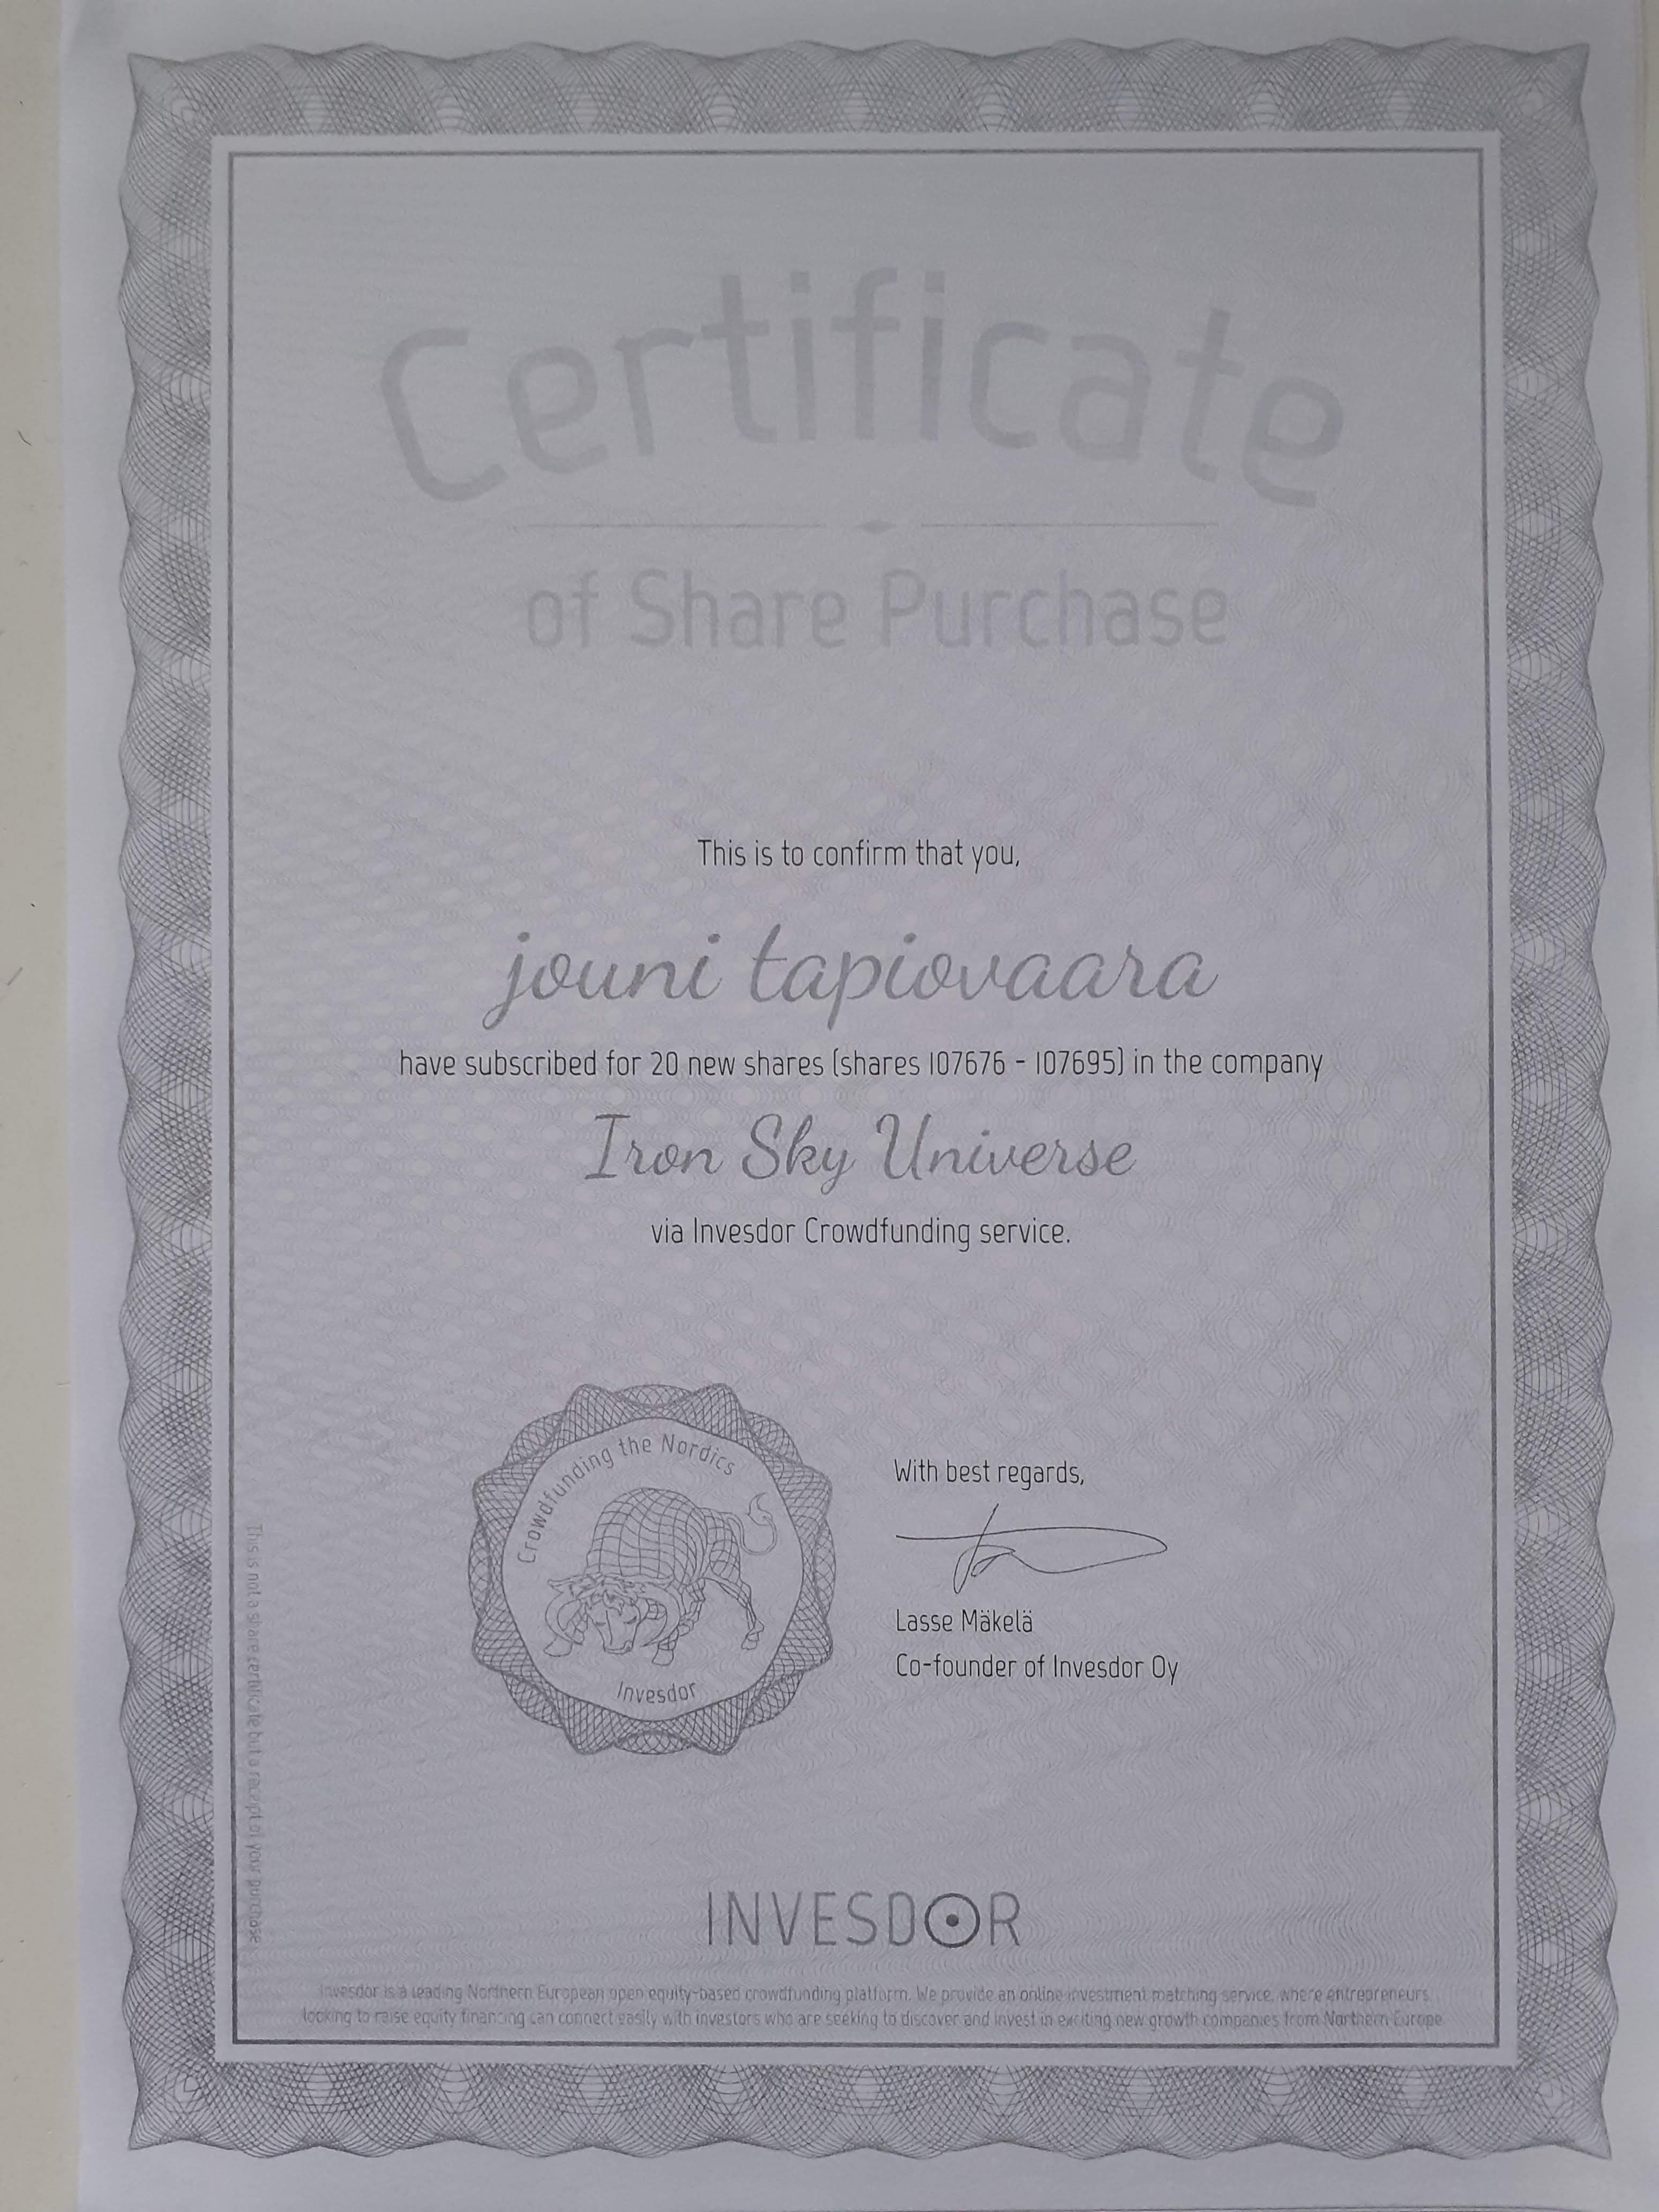 Certificate
of Share Purchase
This is to confirm that you,
jouni tapiovaara
have subscribed for 20 new shares (shares 107676 - 107695) in the company
Iron Sky Universe
via Invesdor Crowdfunding service.
Crowdfunding the Nordics
Invesdor
With best regards,
Lasse Mäkelä
Co-founder of Invesdor Oy
This is not a share certificate but a receipt of your purchase
INVESDOR
Invesdor is a leading Northern European open equity-based crowdfunding platform. We provide an online investment matching service, where entrepreneurs
looking to raise equity financing can connect easily with investors who are seeking to discover and invest in exciting new growth companies from Northern Europe